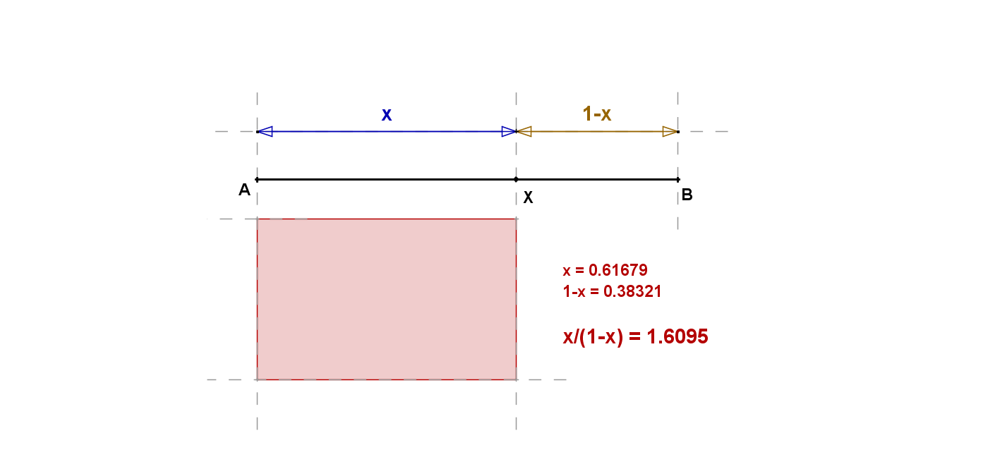 x
1-x
A
X
B
x = 0.61679
1-x = 0.38321
x/(1-x) = 1.6095